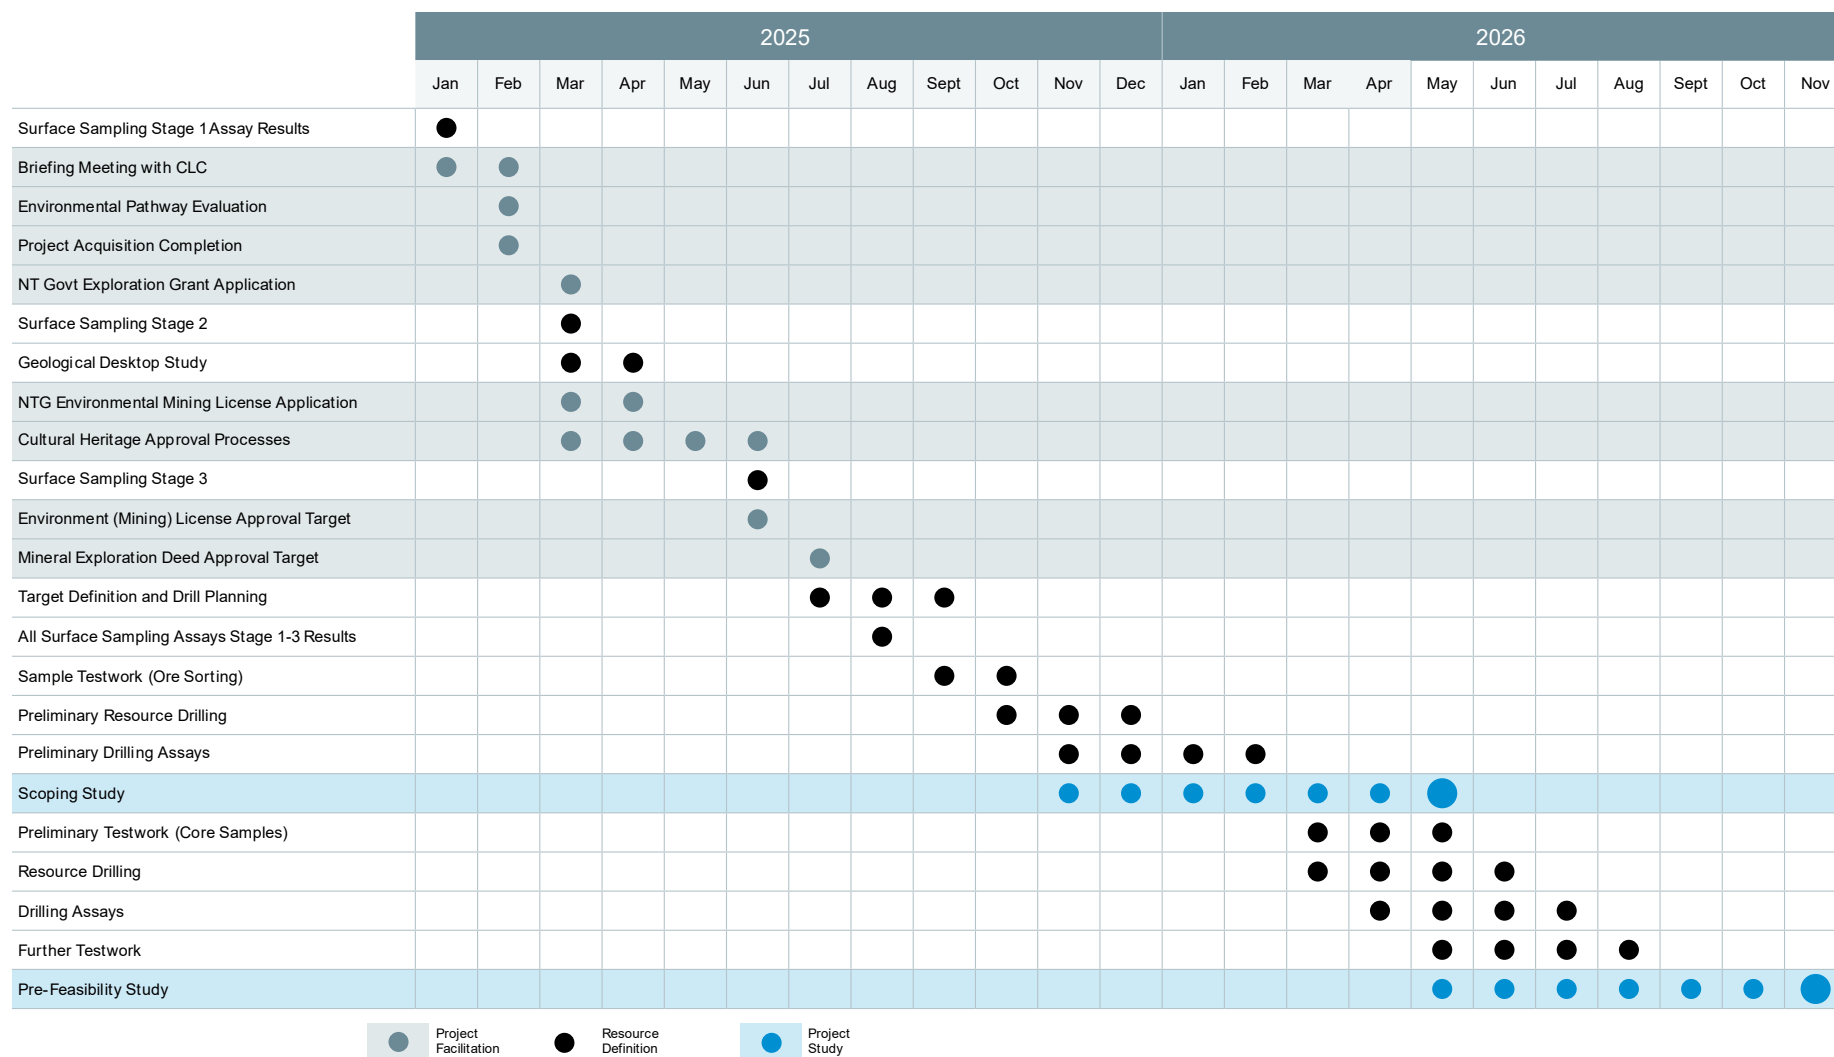 2025 2026
Jan Feb Mar Apr May Jun Jul Aug Sept Oct Nov Dec Jan Feb Mar Apr May Jun Jul Aug Sept Oct Nov
Surface Sampling Stage 1 Assay Results
Briefing Meeting with CLC
Environmental Pathway Evaluation
Project Acquisition Completion
NT Govt Exploration Grant Application
Surface Sampling Stage 2
Geological Desktop Study
NTG Environmental Mining License Application
Cultural Heritage Approval Processes
Surface Sampling Stage 3
Environment (Mining) License Approval Target
Mineral Exploration Deed Approval Target
Target Definition and Drill Planning
All Surface Sampling Assays Stage 1-3 Results
Sample Testwork (Ore Sorting)
Preliminary Resource Drilling
Preliminary Drilling Assays
Scoping Study
Preliminary Testwork (Core Samples)
Resource Drilling
Drilling Assays
Further Testwork
Pre-Feasibility Study
Project
Facilitation
Resource
Definition
Project
Study